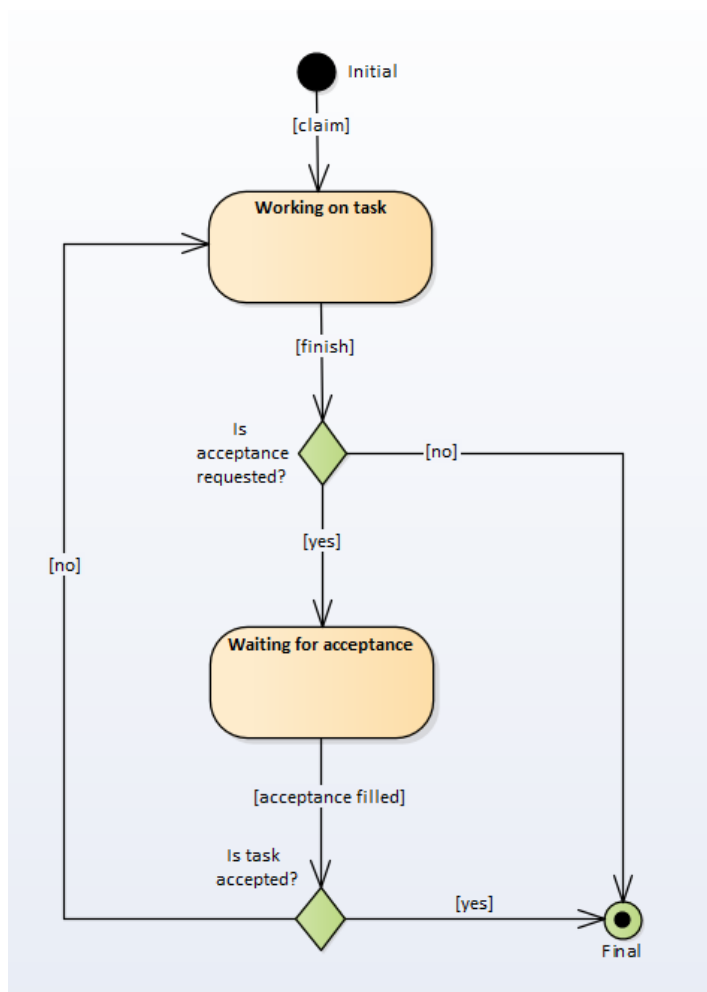 Initial
[claim]
Working on task
[finish]
Is
acceptance
requested?
[no]
[yes]
[no]
Waiting for acceptance
[acceptance filled]
Is task
accepted?
[yes]
Final